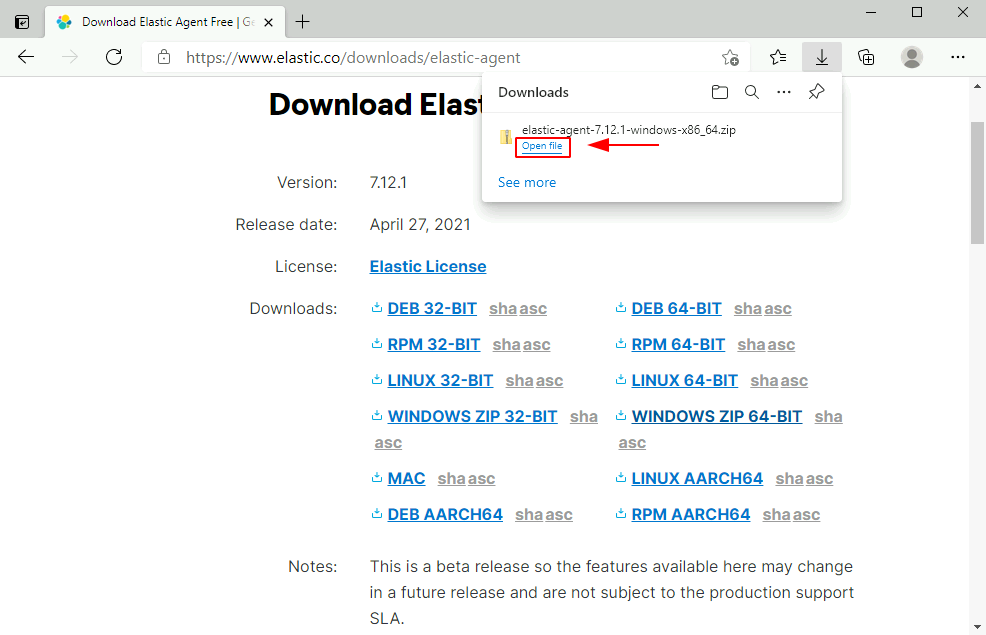 Download Elastic Agent Free | Ge
https://www.elastic.co/downloads/elastic-agent
Downloads
elastic-agent-7.12.1-windows-x86_64.zip
Open file
See more
Download Elast
Version: 7.12.1
Release date: April 27, 2021
License: Elastic License
Downloads: DEB 32-BIT sha asc DEB 64-BIT sha asc
RPM 32-BIT sha asc RPM 64-BIT sha asc
LINUX 32-BIT sha asc LINUX 64-BIT sha asc
WINDOWS ZIP 32-BIT sha WINDOWS ZIP 64-BIT sha
asc asc
MAC sha asc LINUX AARCH64 sha asc
DEB AARCH64 sha asc RPM AARCH64 sha asc
Notes: This is a beta release so the features available here may change
in a future release and are not subject to the production support
SLA.